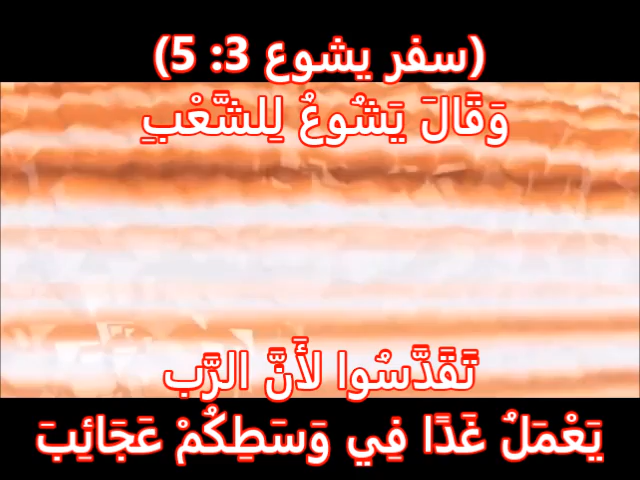 (سفر يشوع 3: 5)
وَقَالَ يَشُوعُ لِلشَّعْبِ
تَقَدَّسُوا لأَنَّ الرَّب
يَعْمَلُ غَدًا فِي وَسَطِكُمْ عَجَائِبَ